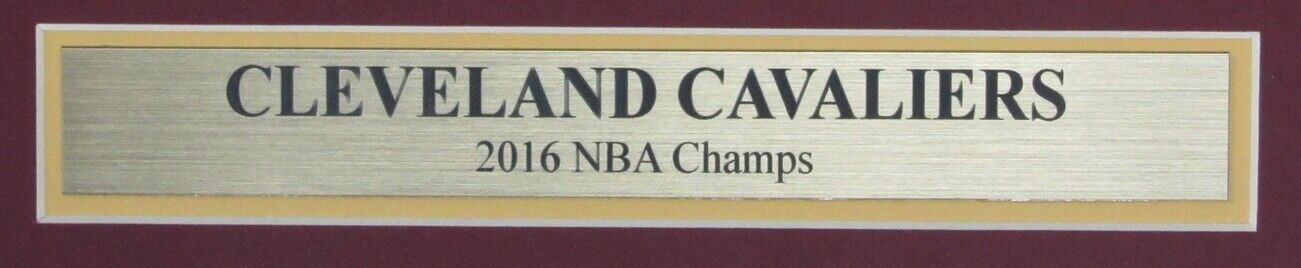 CLEVELAND CAVALIERS
2016 NBA Champs